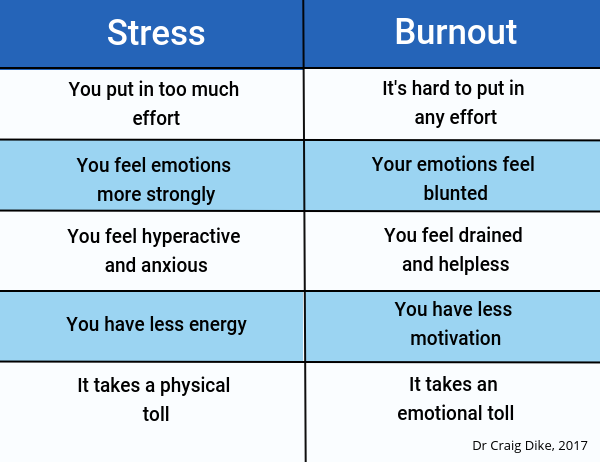 Stress
Burnout
You put in too much
effort
It's hard to put in
any effort
You feel emotions
more strongly
Your emotions feel
blunted
You feel hyperactive
and anxious
You feel drained
and helpless
You have less energy
You have less
motivation
It takes a physical
toll
It takes an
emotional toll
Dr Craig Dike, 2017